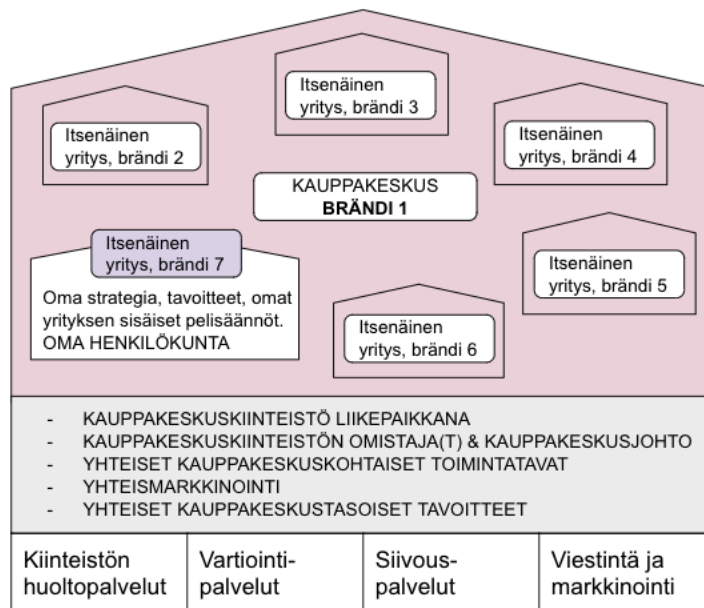 Itsenäinen
yritys, brändi 3
Itsenäinen
yritys, brändi 2
Itsenäinen
yritys, brändi 4
KAUPPAKESKUS
BRÄNDI 1
Itsenäinen
yritys, brändi 7
Oma strategia, tavoitteet, omat
yrityksen sisäiset pelisäännöt.
OMA HENKILÖKUNTA
Itsenäinen
yritys, brändi 5
Itsenäinen
yritys, brändi 6
- KAUPPAKESKUSKIINTEISTÖ LIIKEPAIKKANA
- KAUPPAKESKUSKIINTEISTÖN OMISTAJA(T) & KAUPPAKESKUSJOHTO
- YHTEISET KAUPPAKESKUSKOHTAISET TOIMINTATAVAT
- YHTEISMARKKINOINTI
- YHTEISET KAUPPAKESKUSTASOISET TAVOITTEET
Kiinteistön
huoltopalvelut
Vartiointi-
palvelut
Siivous-
palvelut
Viestintä ja
markkinointi